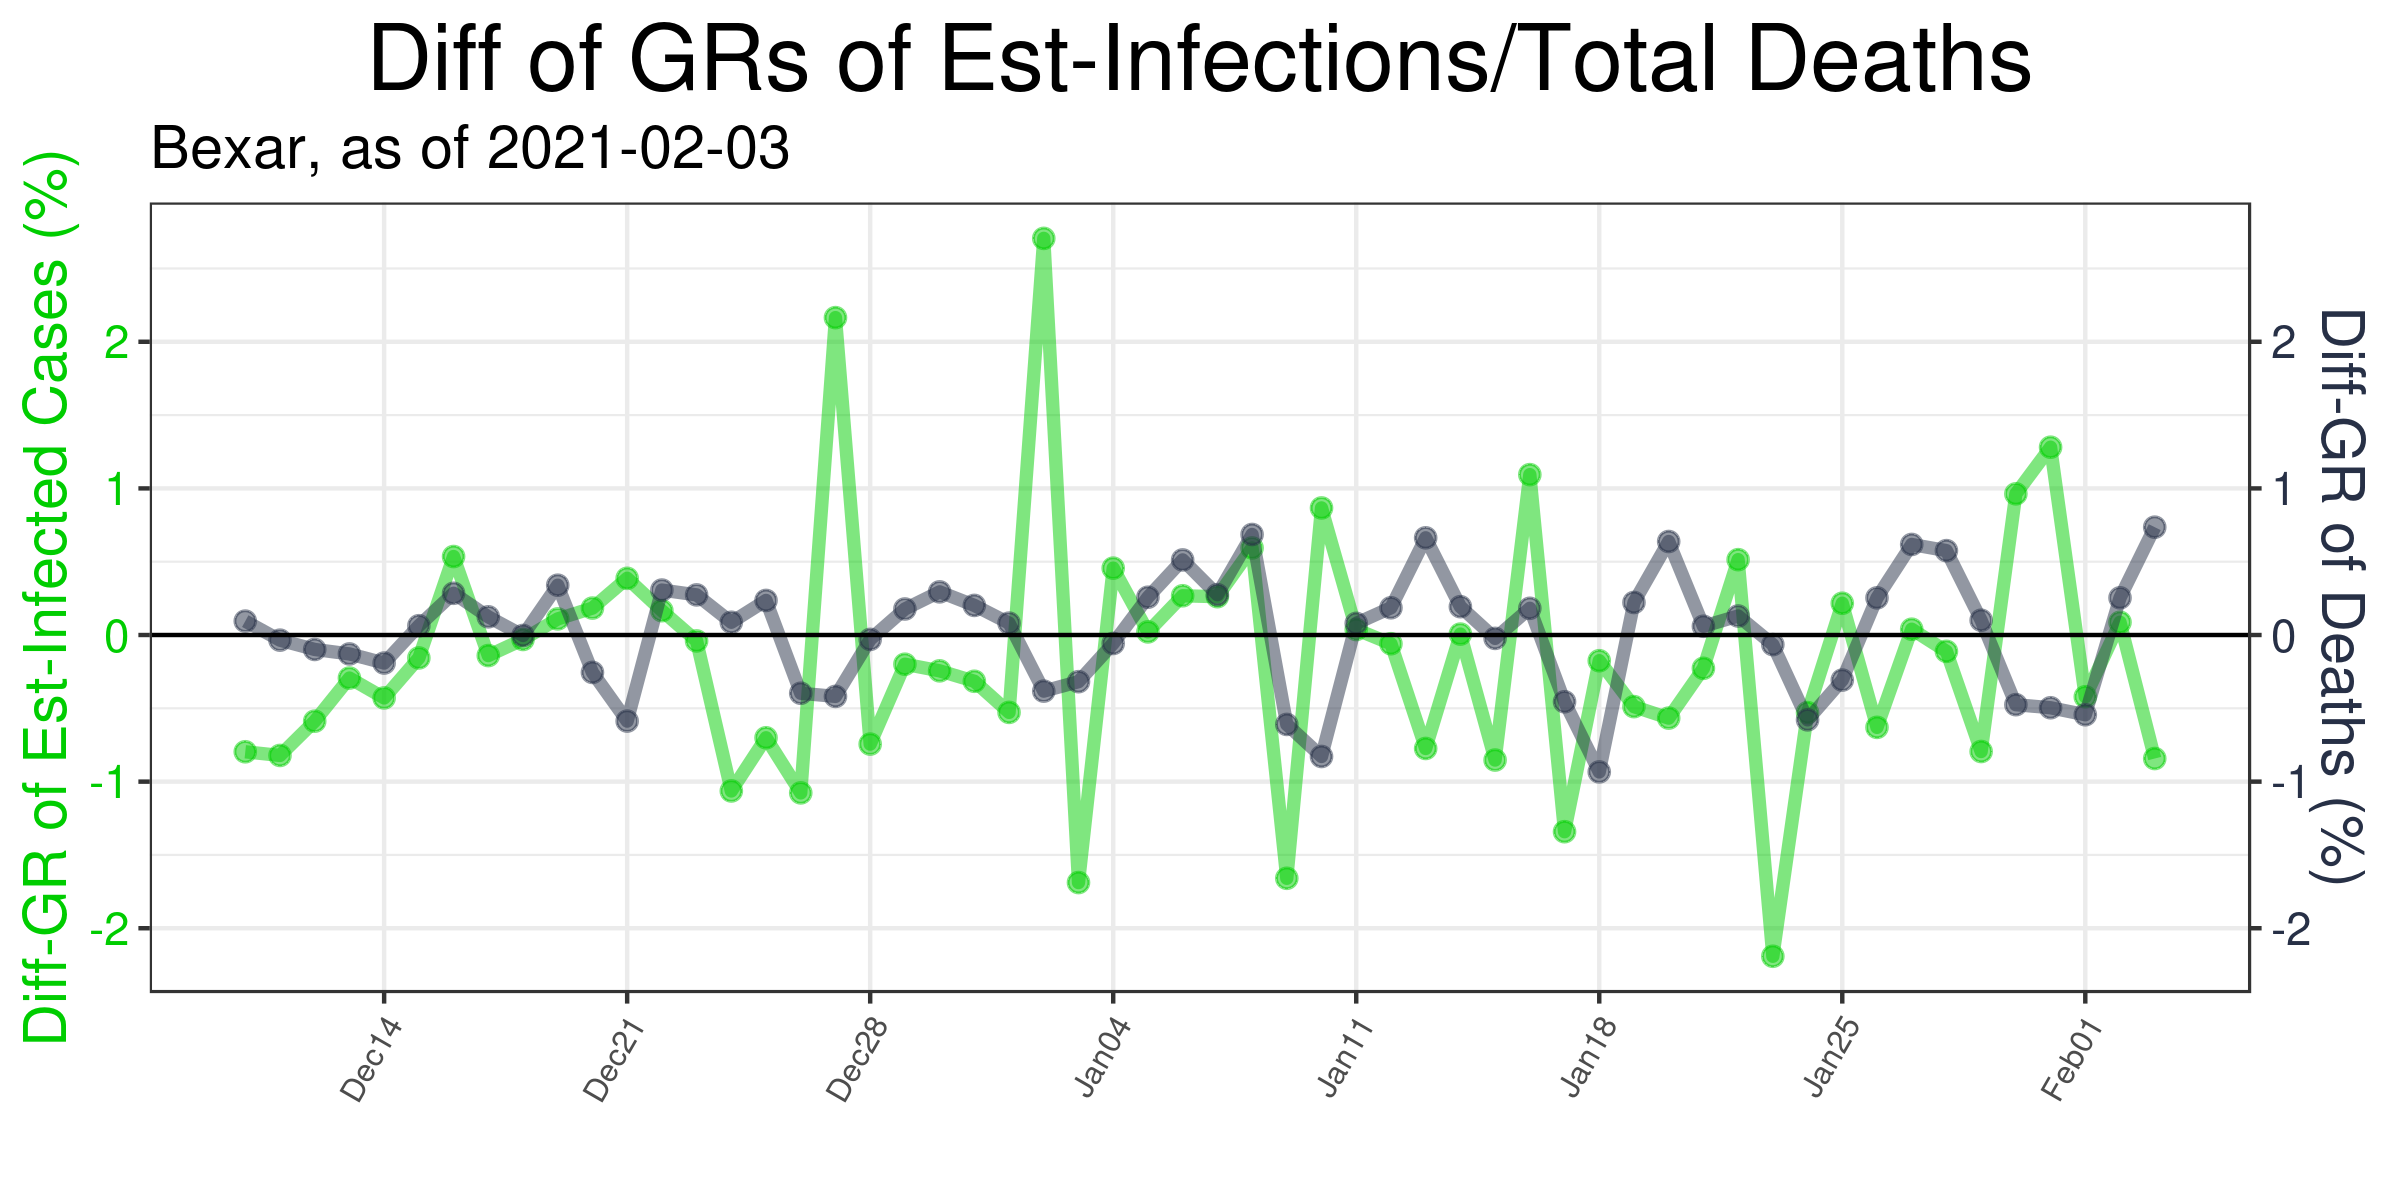 Diff of GRs of Est-Infections/Total Deaths
Bexar, as of 2021-02-03
Diff-GR of Est-Infected Cases (%)
2
1
0
-1
-2
2
1
0
-1
-2
Diff-GR of Deaths (%)
Dec14
Dec21
Dec28
Jan04
Jan11
Jan18
Jan25
Feb01